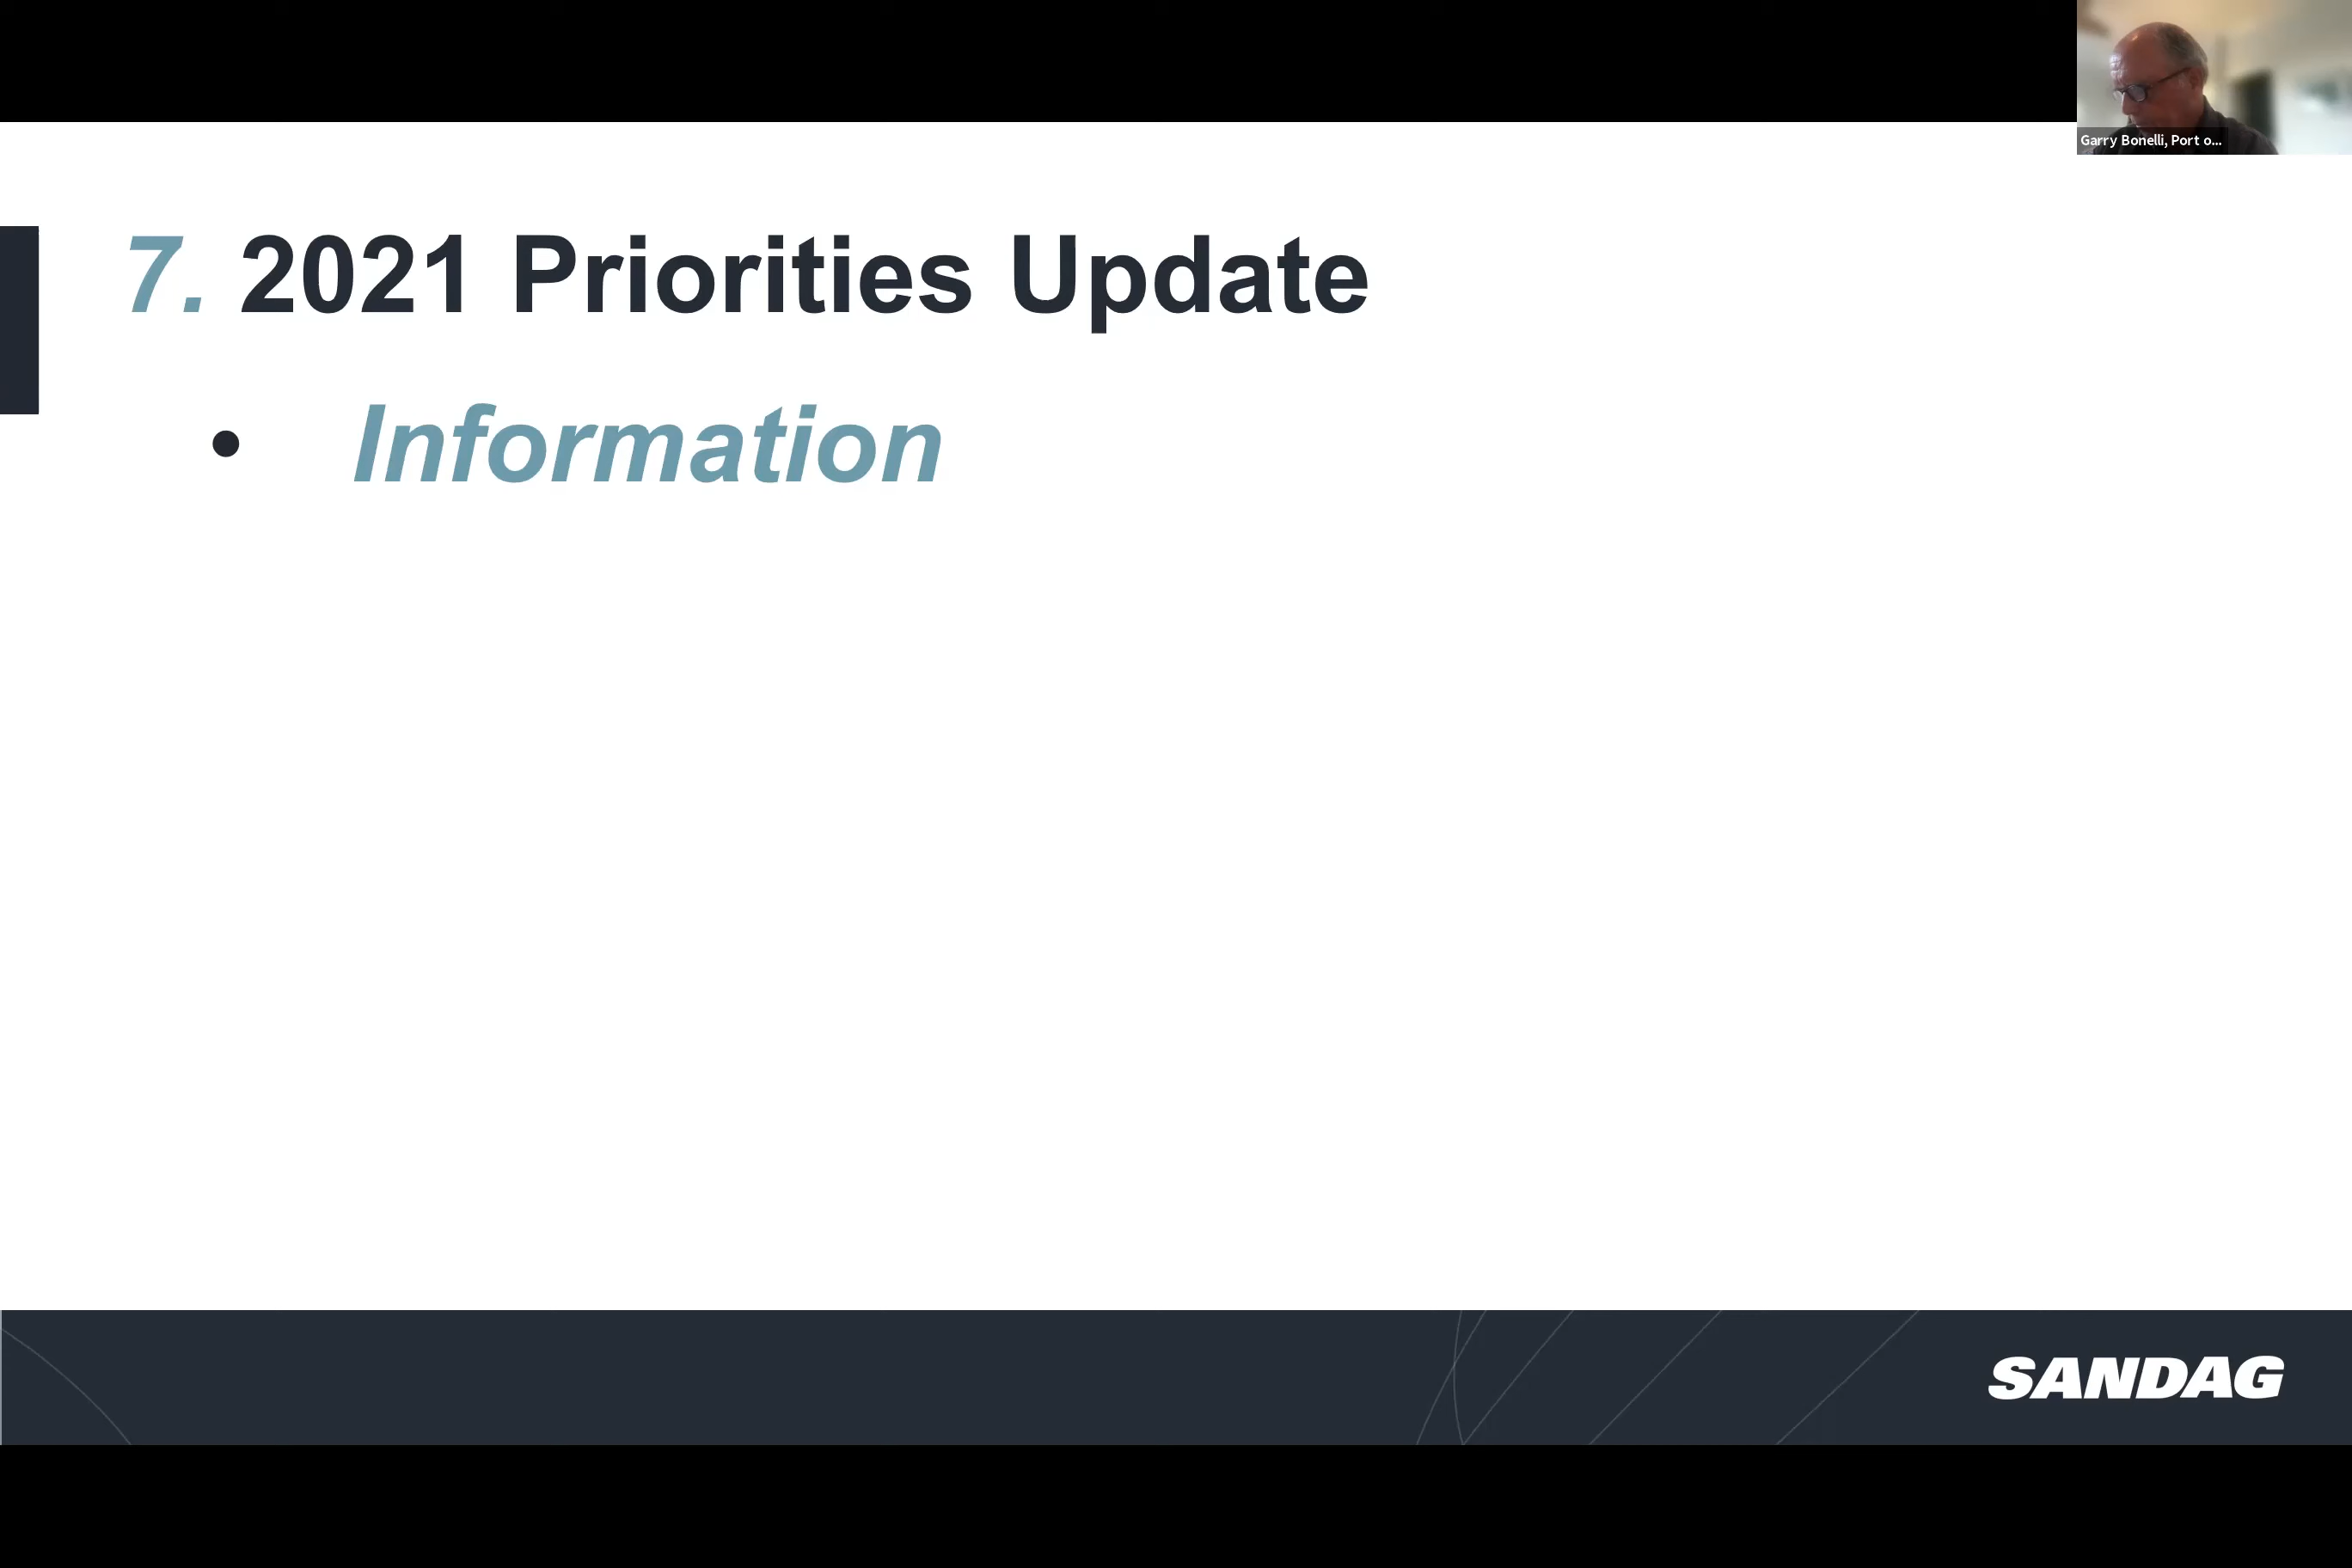 Garry Bonelli, Port o...
7. 2021 Priorities Update
• Information
SANDAG